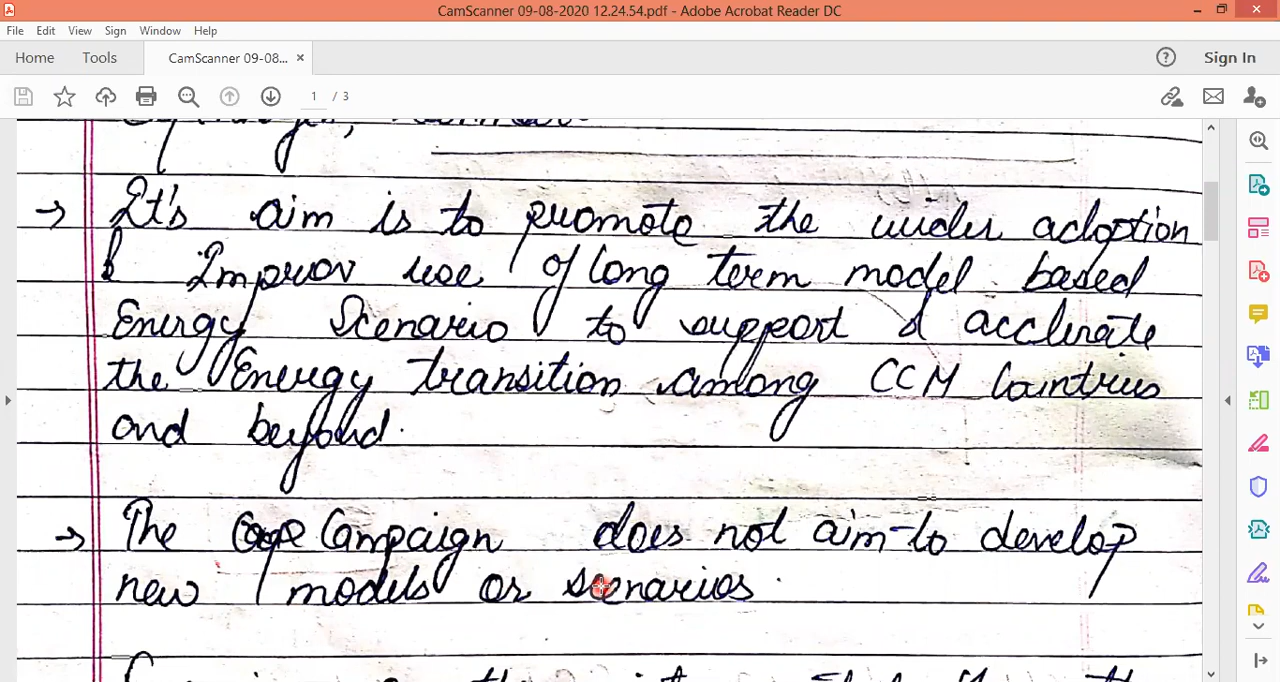 CamScanner 09-08-2020 12.24.54.pdf - Adobe Acrobat Reader DC
File Edit View Sign Window Help
Home Tools CamScanner 09-08... × Sign In
1 / 3
→ It's aim is to promote the wider adoption
& Improv use of long term model based
Energy Scenario to support & acclerate
the Energy transition among CCM Countries
and beyond.
→ The Campaign does not aim to develop
new models or scenarios.